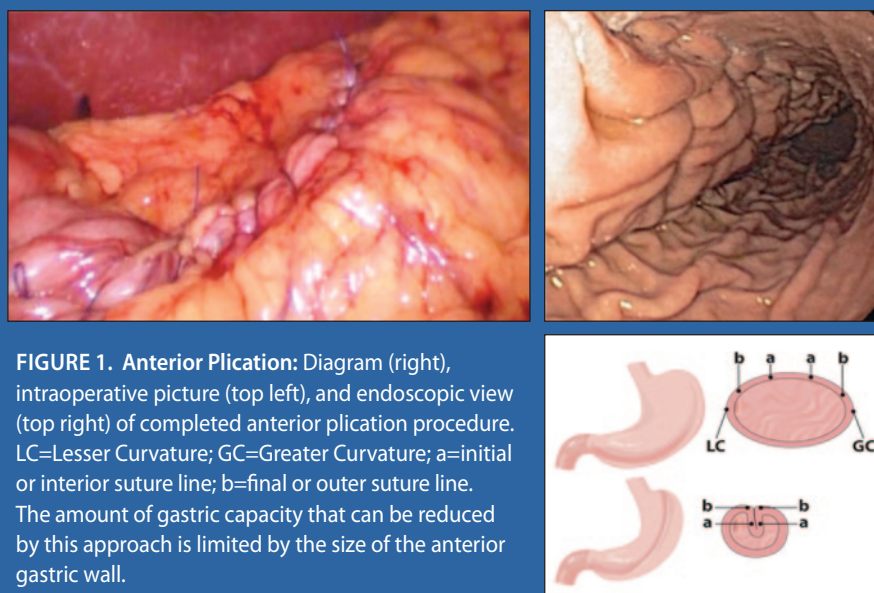 FIGURE 1. Anterior Plication: Diagram (right),
intraoperative picture (top left), and endoscopic view
(top right) of completed anterior plication procedure.
LC=Lesser Curvature; GC=Greater Curvature; a=initial
or interior suture line; b=final or outer suture line.
The amount of gastric capacity that can be reduced
by this approach is limited by the size of the anterior
gastric wall.
b a a b
LC GC
b b
a a